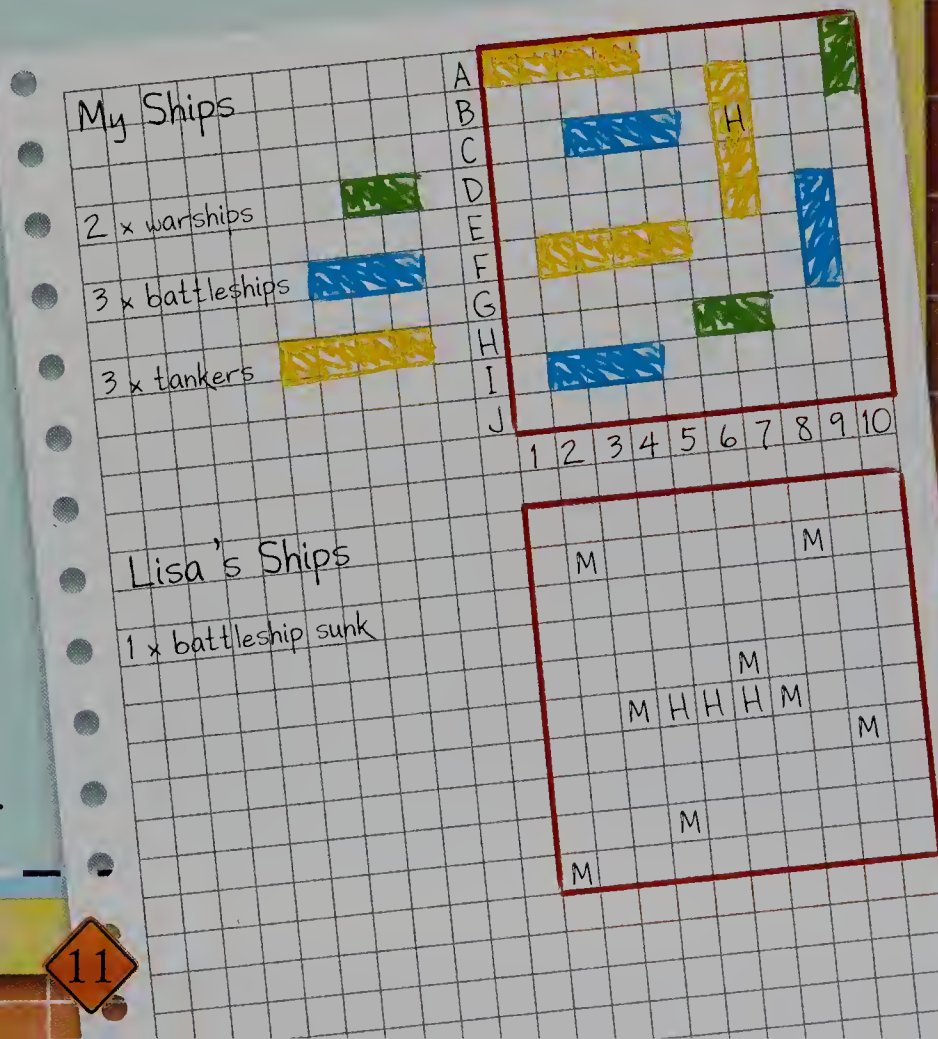 My Ships
2 x warships
3 x battleships
3 x tankers
A
B
C
D
E
F
G
H
I
J
H
1 2 3 4 5 6 7 8 9 10
Lisa's Ships
1 x battleship sunk
M M
M
M H H H M
M
M
M
11